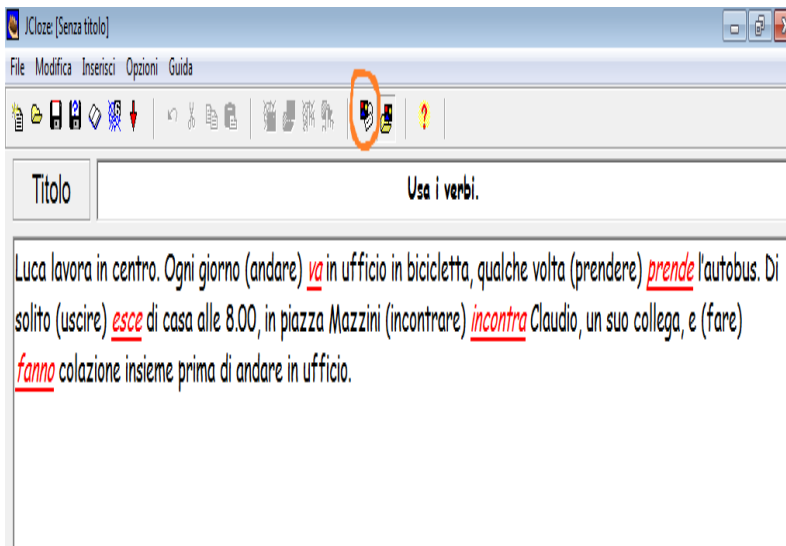 JCloze: [Senza titolo]
File Modifica Inserisci Opzioni Guida
Titolo
Usa i verbi.
Luca lavora in centro. Ogni giorno (andare) va in ufficio in bicicletta, qualche volta (prendere) prende l'autobus. Di
solito (uscire) esce di casa alle 8.00, in piazza Mazzini (incontrare) incontra Claudio, un suo collega, e (fare)
fanno colazione insieme prima di andare in ufficio.